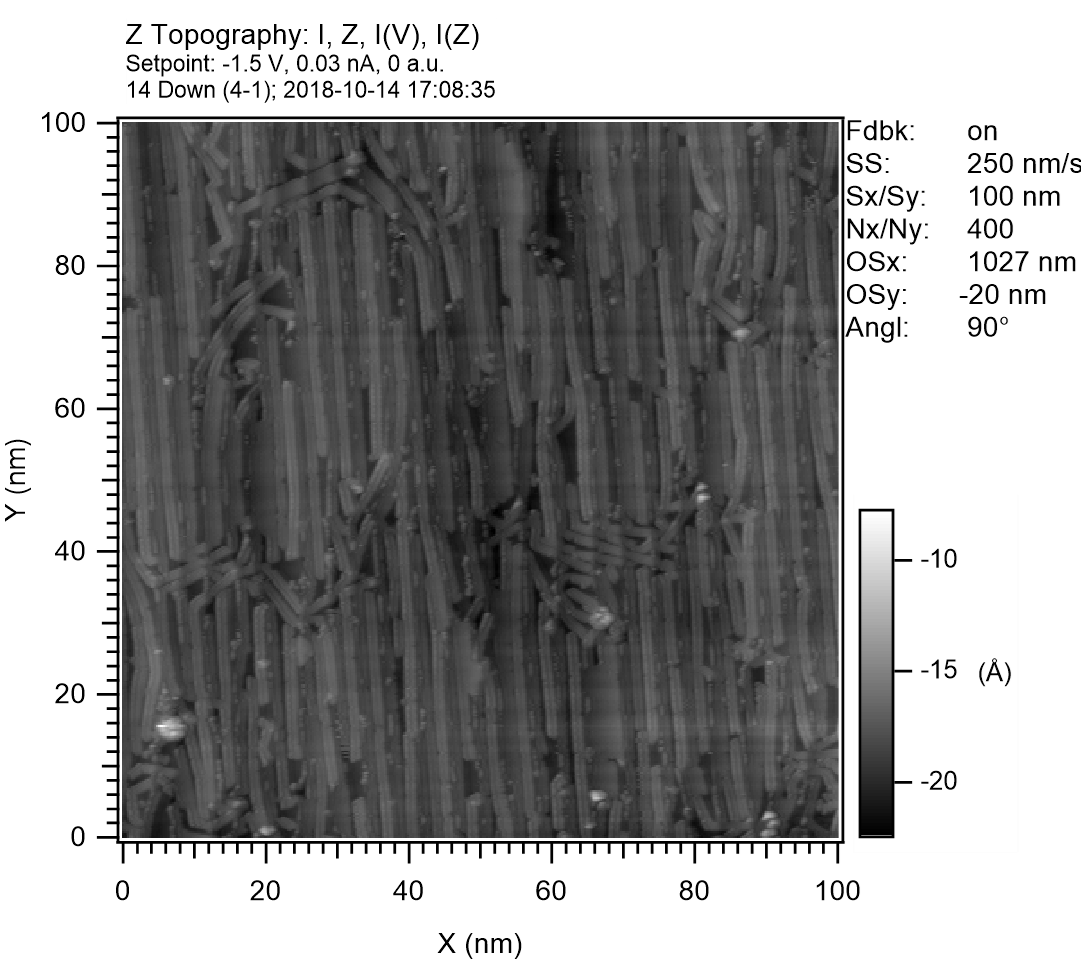 Z Topography: I, Z, I(V), I(Z)
Setpoint: -1.5 V, 0.03 nA, 0 a.u.
14 Down (4-1); 2018-10-14 17:08:35
100
80
60
40
20
0
Y (nm)
0 20 40 60 80 100
X (nm)
Fdbk: on
SS: 250 nm/s
Sx/Sy: 100 nm
Nx/Ny: 400
OSx: 1027 nm
OSy: -20 nm
Angl: 90°
-10
-15 (Å)
-20